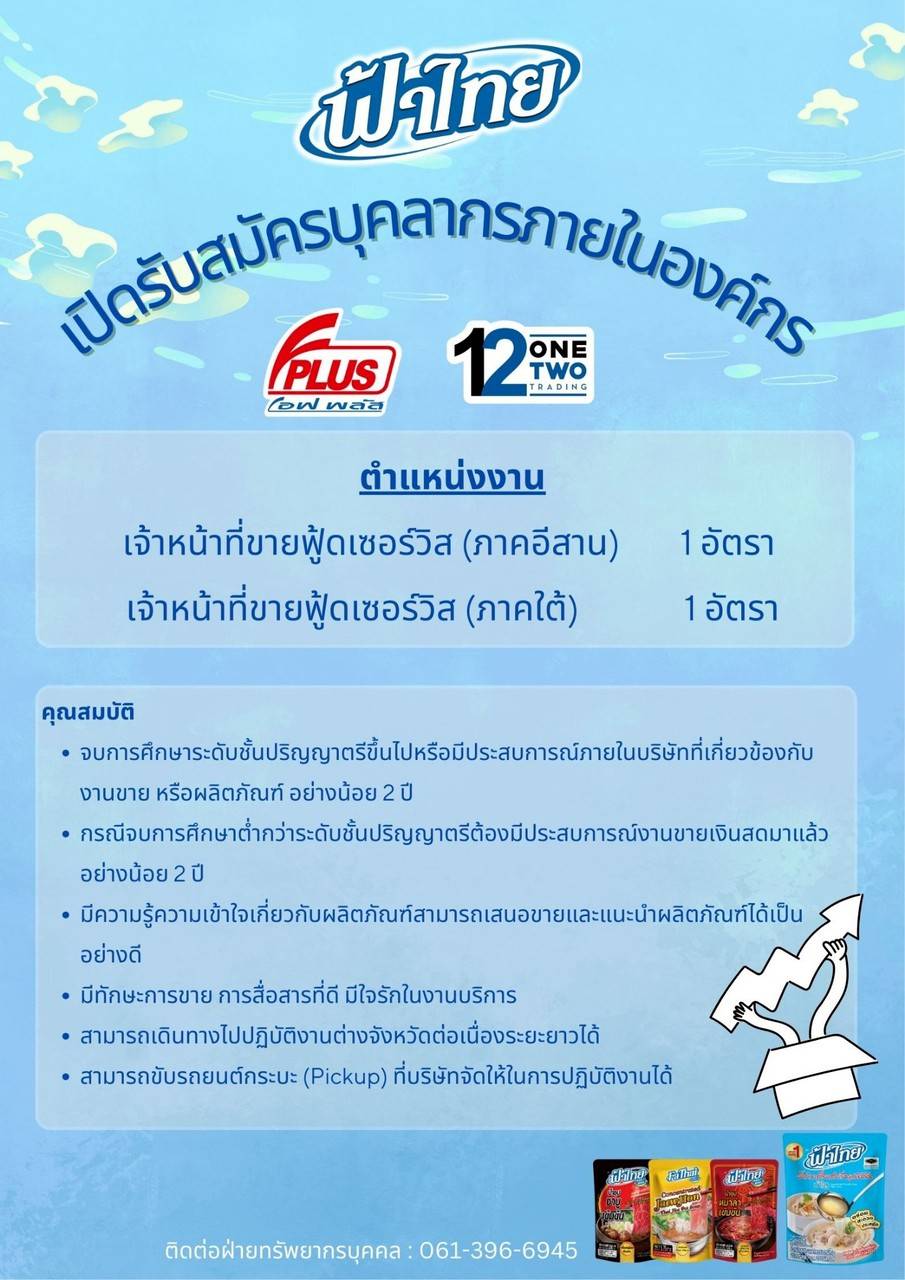 ฟ้าไทย
เปิดรับสมัครบุคลากรภายในองค์กร
PLUS
เอฟ พลัส
12 ONE
TWO
TRADING
ตำแหน่งงาน
เจ้าหน้าที่ขายฟู้ดเซอร์วิส (ภาคอีสาน) 1 อัตรา
เจ้าหน้าที่ขายฟู้ดเซอร์วิส (ภาคใต้) 1 อัตรา
คุณสมบัติ
• จบการศึกษาระดับชั้นปริญญาตรีขึ้นไปหรือมีประสบการณ์ภายในบริษัทที่เกี่ยวข้องกับ
งานขาย หรือผลิตภัณฑ์ อย่างน้อย 2 ปี
• กรณีจบการศึกษาต่ำกว่าระดับชั้นปริญญาตรีต้องมีประสบการณ์งานขายเงินสดมาแล้ว
อย่างน้อย 2 ปี
• มีความรู้ความเข้าใจเกี่ยวกับผลิตภัณฑ์สามารถเสนอขายและแนะนำผลิตภัณฑ์ได้เป็น
อย่างดี
• มีทักษะการขาย การสื่อสารที่ดี มีใจรักในงานบริการ
• สามารถเดินทางไปปฏิบัติงานต่างจังหวัดต่อเนื่องระยะยาวได้
• สามารถขับรถยนต์กระบะ (Pickup) ที่บริษัทจัดให้ในการปฏิบัติงานได้
ฟ้าไทย
FaThai
ฟ้าไทย
ฟ้าไทย
ติดต่อฝ่ายทรัพยากรบุคคล : 061-396-6945